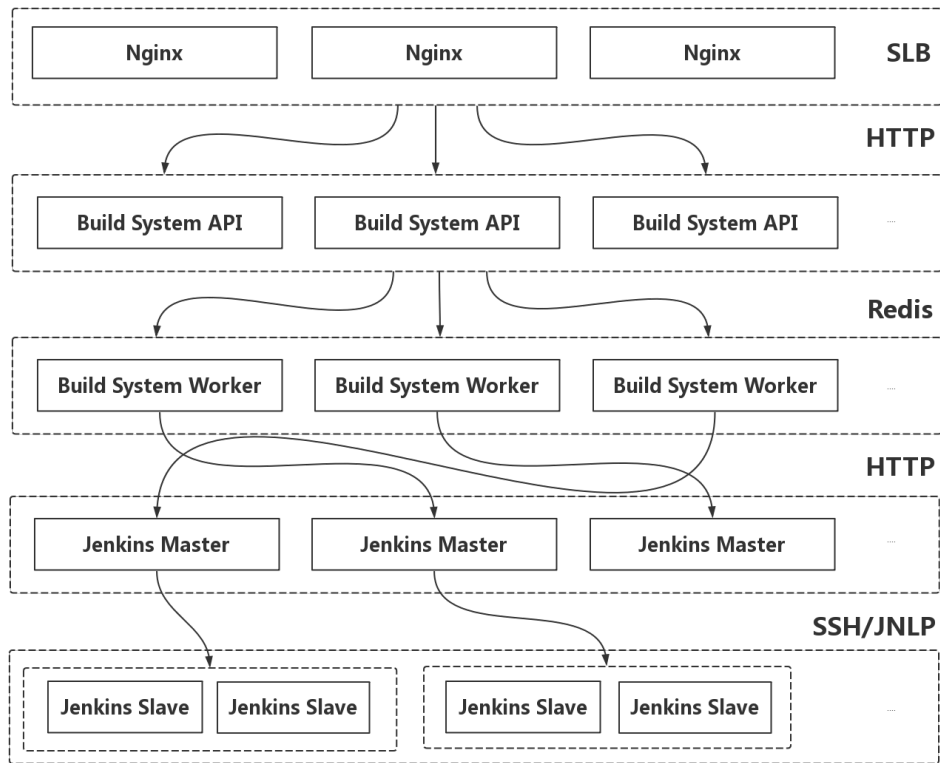 Nginx Nginx Nginx SLB
HTTP
Build System API Build System API Build System API ....
Redis
Build System Worker Build System Worker Build System Worker ....
HTTP
Jenkins Master Jenkins Master Jenkins Master ....
SSH/JNLP
Jenkins Slave Jenkins Slave Jenkins Slave Jenkins Slave ....